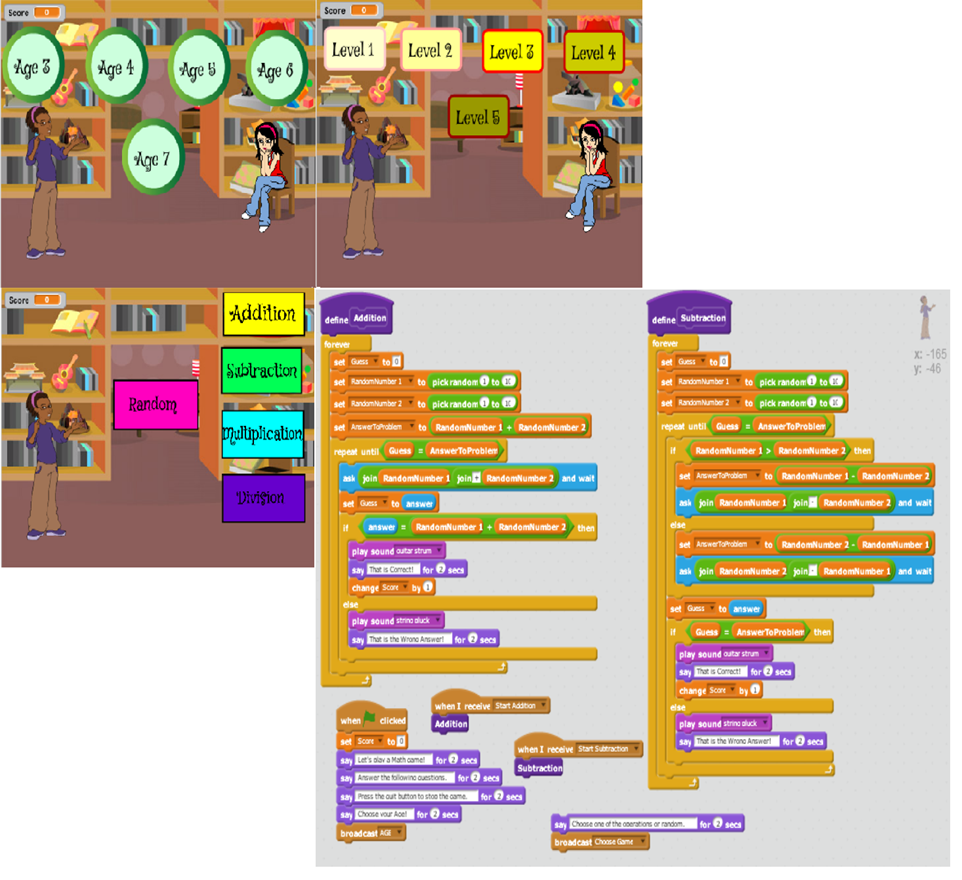 Score 0
Age 3 Age 4 Age 5 Age 6
Age 7
Score 0
Level 1 Level 2 Level 3 Level 4
Level 5
Score 0
Addition
Subtraction
Random
Multiplication
Division
define Addition
forever
set Guess to 0
set RandomNumber 1 to pick random 1 to 10
set RandomNumber 2 to pick random 1 to 10
set AnswerToProblem to RandomNumber 1 + RandomNumber 2
repeat until Guess = AnswerToProblem
ask join RandomNumber 1 join + RandomNumber 2 and wait
set Guess to answer
if answer = RandomNumber 1 + RandomNumber 2 then
play sound guitar strum
say That is Correct! for 2 secs
change Score by 1
else
play sound string pluck
say That is the Wrong Answer! for 2 secs
when clicked
set Score to 0
say Let's play a Math game! for 2 secs
say Answer the following questions. for 2 secs
say Press the quit button to stop the game. for 2 secs
say Choose your Age! for 2 secs
broadcast AGE
when I receive Start Addition
Addition
when I receive Start Subtraction
Subtraction
say Choose one of the operations or random. for 2 secs
broadcast Choose Game
define Subtraction
forever
set Guess to 0
set RandomNumber 1 to pick random 1 to 10
set RandomNumber 2 to pick random 1 to 10
repeat until Guess = AnswerToProblem
if RandomNumber 1 > RandomNumber 2 then
set AnswerToProblem to RandomNumber 1 - RandomNumber 2
ask join RandomNumber 1 join - RandomNumber 2 and wait
else
set AnswerToProblem to RandomNumber 2 - RandomNumber 1
ask join RandomNumber 2 join - RandomNumber 1 and wait
set Guess to answer
if Guess = AnswerToProblem then
play sound guitar strum
say That is Correct! for 2 secs
change Score by 1
else
play sound string pluck
say That is the Wrong Answer! for 2 secs
x: -165
y: -46